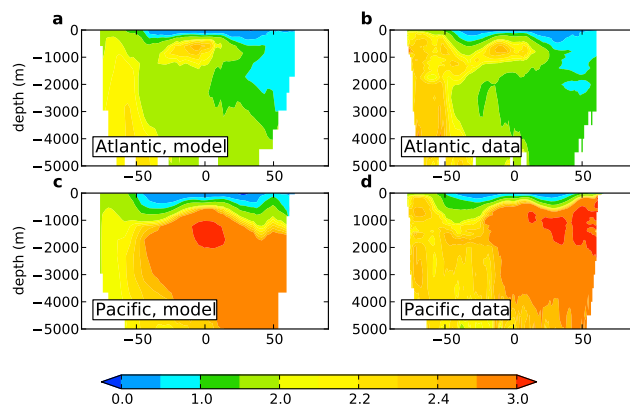 a b
0 0
−1000 −1000
−2000 −2000
−3000 −3000
−4000 −4000
−5000 −5000
depth (m)
Atlantic, model Atlantic, data
−50 0 50 −50 0 50
c d
0 0
−1000 −1000
−2000 −2000
−3000 −3000
−4000 −4000
−5000 −5000
depth (m)
Pacific, model Pacific, data
−50 0 50 −50 0 50
0.0 1.0 2.0 2.2 2.4 3.0